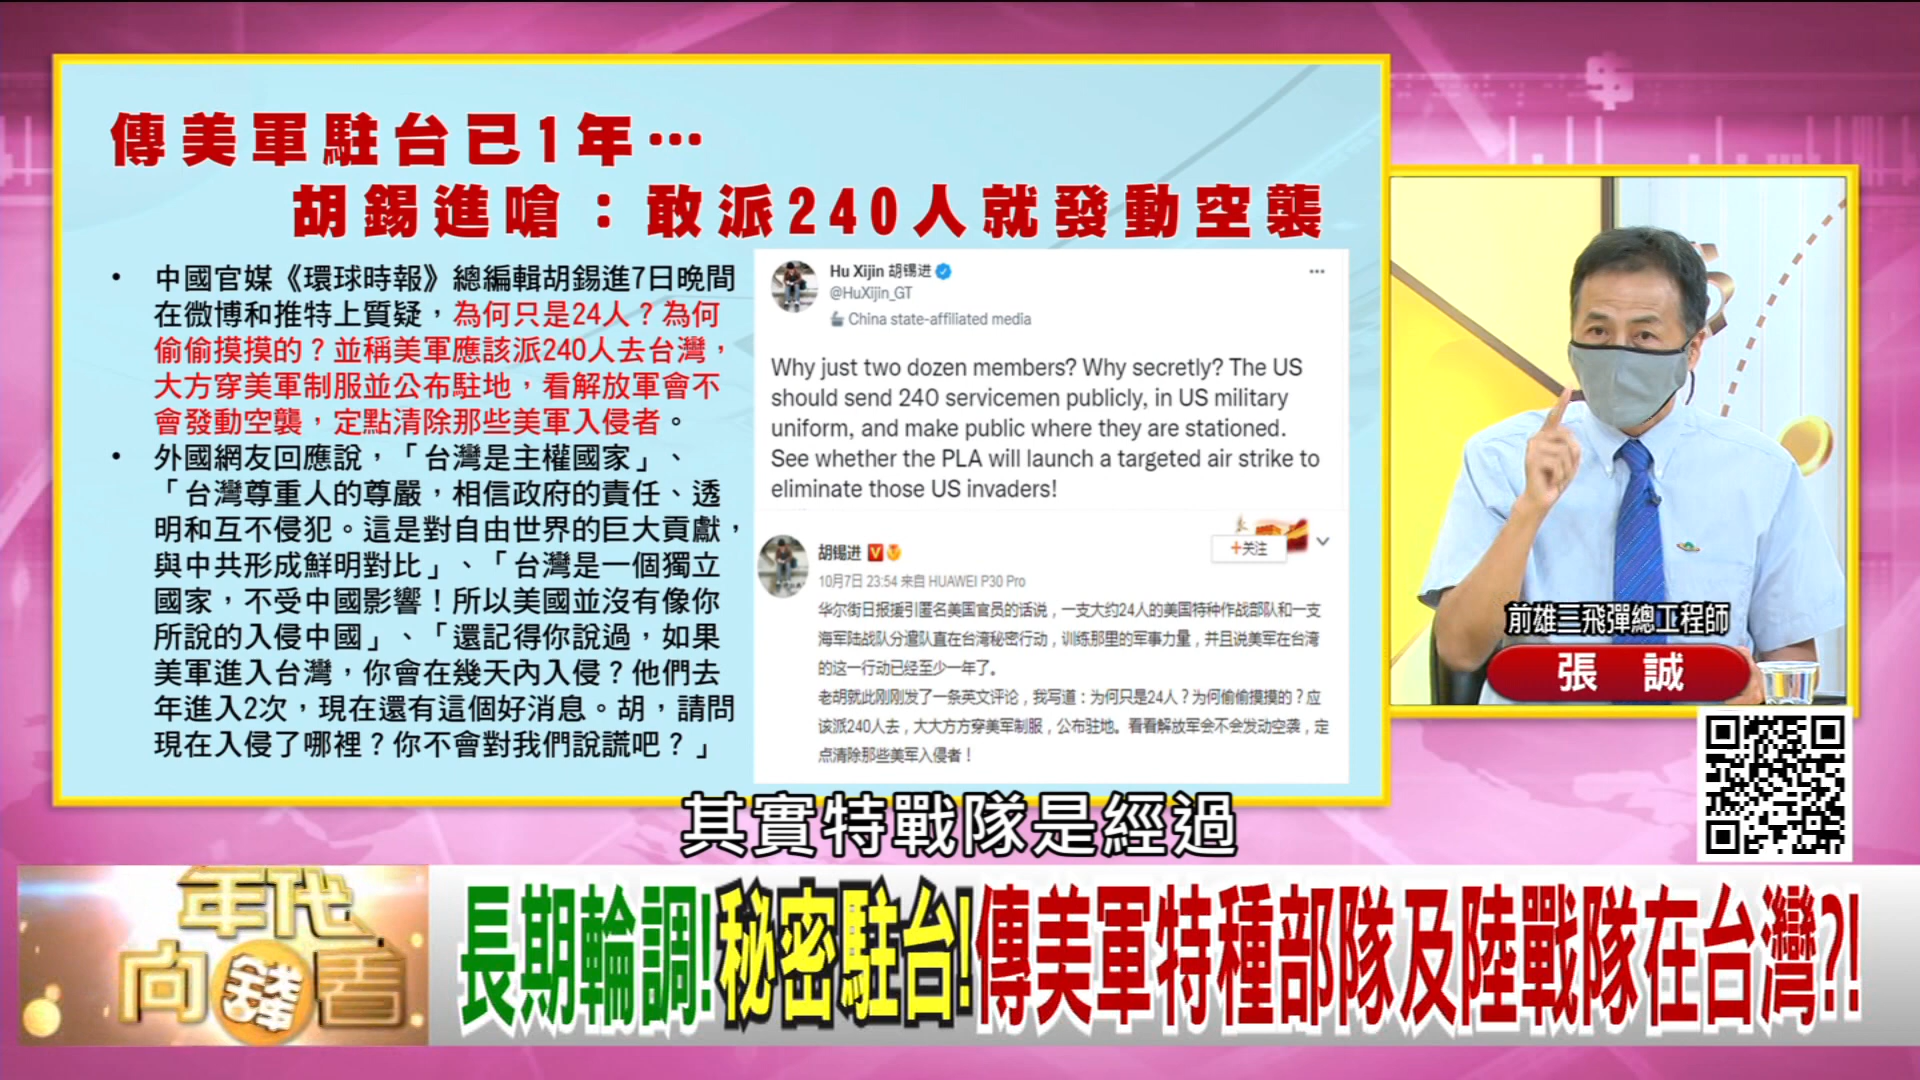 傳美軍駐台已1年…
胡錫進嗆：敢派240人就發動空襲
• 中國官媒《環球時報》總編輯胡錫進7日晚間
在微博和推特上質疑，為何只是24人？為何
偷偷摸摸的？並稱美軍應該派240人去台灣，
大方穿美軍制服並公布駐地，看解放軍會不
會發動空襲，定點清除那些美軍入侵者。
• 外國網友回應說，「台灣是主權國家」、
「台灣尊重人的尊嚴，相信政府的責任、透
明和互不侵犯。這是對自由世界的巨大貢獻，
與中共形成鮮明對比」、「台灣是一個獨立
國家，不受中國影響！所以美國並沒有像你
所說的入侵中國」、「還記得你說過，如果
美軍進入台灣，你會在幾天內入侵？他們去
年進入2次，現在還有這個好消息。胡，請問
現在入侵了哪裡？你不會對我們說謊吧？」
Hu Xijin 胡锡进
@HuXijin_GT
China state-affiliated media
Why just two dozen members? Why secretly? The US
should send 240 servicemen publicly, in US military
uniform, and make public where they are stationed.
See whether the PLA will launch a targeted air strike to
eliminate those US invaders!
胡锡进
+关注
10月7日 23:54 来自 HUAWEI P30 Pro
华尔街日报援引匿名美国官员的话说，一支大约24人的美国特种作战部队和一支
海军陆战队分遣队直在台湾秘密行动，训练那里的军事力量，并且说美军在台湾
的这一行动已经至少一年了。
老胡就此刚刚发了一条英文评论，我写道：为何只是24人？为何偷偷摸摸的？应
该派240人去，大大方方穿美军制服，公布驻地。看看解放军会不会发动空袭，定
点清除那些美军入侵者！
前雄三飛彈總工程師
張 誠
其實特戰隊是經過
年代
向錢看
長期輪調!秘密駐台!傳美軍特種部隊及陸戰隊在台灣?!